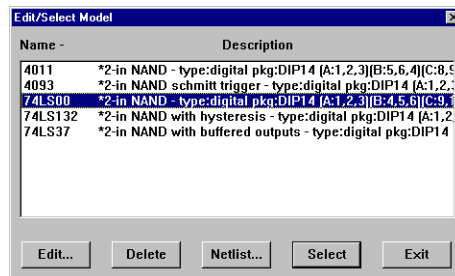 Edit/Select Model
Name - Description
4011 *2-in NAND - type:digital pkg:DIP14 (A:1,2,3)(B:5,6,4)(C:8,9
4093 *2-in NAND schmitt trigger - type:digital pkg:DIP14 (A:1,2,
74LS00 *2-in NAND - type:digital pkg:DIP14 (A:1,2,3)(B:4,5,6)(C:9,1
74LS132 *2-in NAND with hysteresis - type:digital pkg:DIP14 (A:1,2
74LS37 *2-in NAND with buffered outputs - type:digital pkg:DIP14
Edit... Delete Netlist... Select Exit